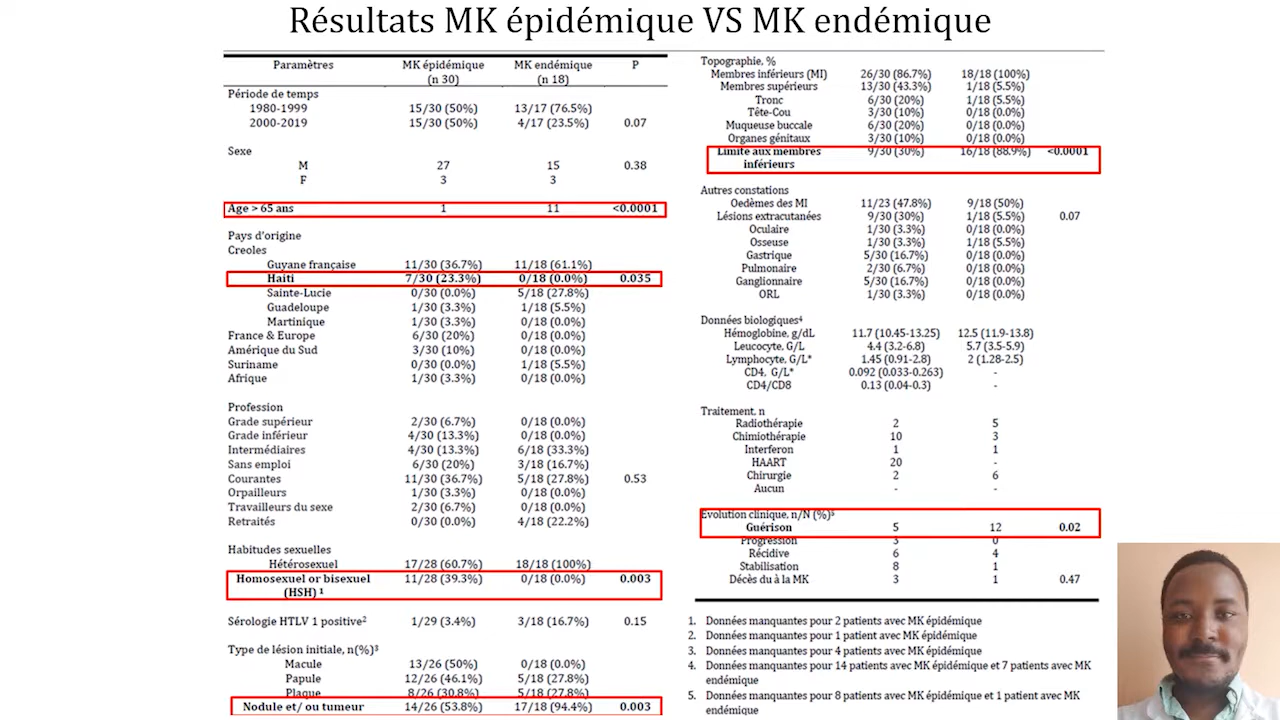 Résultats MK épidémique VS MK endémique
Paramètres MK épidémique MK endémique P
(n 30) (n 18)
Période de temps
1980-1999 15/30 (50%) 13/17 (76.5%)
2000-2019 15/30 (50%) 4/17 (23.5%) 0.07
Sexe
M 27 15 0.38
F 3 3
Age > 65 ans 1 11 <0.0001
Pays d'origine
Creoles
Guyane française 11/30 (36.7%) 11/18 (61.1%)
Haïti 7/30 (23.3%) 0/18 (0.0%) 0.035
Sainte-Lucie 0/30 (0.0%) 5/18 (27.8%)
Guadeloupe 1/30 (3.3%) 1/18 (5.5%)
Martinique 1/30 (3.3%) 0/18 (0.0%)
France & Europe 6/30 (20%) 0/18 (0.0%)
Amérique du Sud 3/30 (10%) 0/18 (0.0%)
Suriname 0/30 (0.0%) 1/18 (5.5%)
Afrique 1/30 (3.3%) 0/18 (0.0%)
Profession
Grade supérieur 2/30 (6.7%) 0/18 (0.0%)
Grade inférieur 4/30 (13.3%) 0/18 (0.0%)
Intermédiaires 4/30 (13.3%) 6/18 (33.3%)
Sans emploi 6/30 (20%) 3/18 (16.7%)
Courantes 11/30 (36.7%) 5/18 (27.8%) 0.53
Orpailleurs 1/30 (3.3%) 0/18 (0.0%)
Travailleurs du sexe 2/30 (6.7%) 0/18 (0.0%)
Retraités 0/30 (0.0%) 4/18 (22.2%)
Habitudes sexuelles
Hétérosexuel 17/28 (60.7%) 18/18 (100%)
Homosexuel or bisexuel 11/28 (39.3%) 0/18 (0.0%) 0.003
(HSH) 1
Sérologie HTLV 1 positive2 1/29 (3.4%) 3/18 (16.7%) 0.15
Type de lésion initiale, n(%)3
Macule 13/26 (50%) 0/18 (0.0%)
Papule 12/26 (46.1%) 5/18 (27.8%)
Plaque 8/26 (30.8%) 5/18 (27.8%)
Nodule et/ ou tumeur 14/26 (53.8%) 17/18 (94.4%) 0.003
Topographie, %
Membres inférieurs (MI) 26/30 (86.7%) 18/18 (100%)
Membres supérieurs 13/30 (43.3%) 1/18 (5.5%)
Tronc 6/30 (20%) 1/18 (5.5%)
Tête-Cou 3/30 (10%) 0/18 (0.0%)
Muqueuse buccale 6/30 (20%) 0/18 (0.0%)
Organes génitaux 3/30 (10%) 0/18 (0.0%)
Limite aux membres 9/30 (30%) 16/18 (88.9%) <0.0001
inférieurs
Autres constations
Oedèmes des MI 11/23 (47.8%) 9/18 (50%)
Lésions extracutanées 9/30 (30%) 1/18 (5.5%) 0.07
Oculaire 1/30 (3.3%) 0/18 (0.0%)
Osseuse 1/30 (3.3%) 1/18 (5.5%)
Gastrique 5/30 (16.7%) 0/18 (0.0%)
Pulmonaire 2/30 (6.7%) 0/18 (0.0%)
Ganglionnaire 5/30 (16.7%) 0/18 (0.0%)
ORL 1/30 (3.3%) 0/18 (0.0%)
Données biologiques4
Hémoglobine, g/dL 11.7 (10.45-13.25) 12.5 (11.9-13.8)
Leucocyte, G/L 4.4 (3.2-6.8) 5.7 (3.5-5.9)
Lymphocyte, G/L* 1.45 (0.91-2.8) 2 (1.28-2.5)
CD4, G/L* 0.092 (0.033-0.263) -
CD4/CD8 0.13 (0.04-0.3) -
Traitement, n
Radiothérapie 2 5
Chimiothérapie 10 3
Interferon 1 1
HAART 20 -
Chirurgie 2 6
Aucun - -
Evolution clinique, n/N (%)5
Guérison 5 12 0.02
Progression 3 0
Récidive 6 4
Stabilisation 8 1
Décès du à la MK 3 1 0.47
1. Données manquantes pour 2 patients avec MK épidémique
2. Données manquantes pour 1 patient avec MK épidémique
3. Données manquantes pour 4 patients avec MK épidémique
4. Données manquantes pour 14 patients avec MK épidémique et 7 patients avec MK
endémique
5. Données manquantes pour 8 patients avec MK épidémique et 1 patient avec MK
endémique